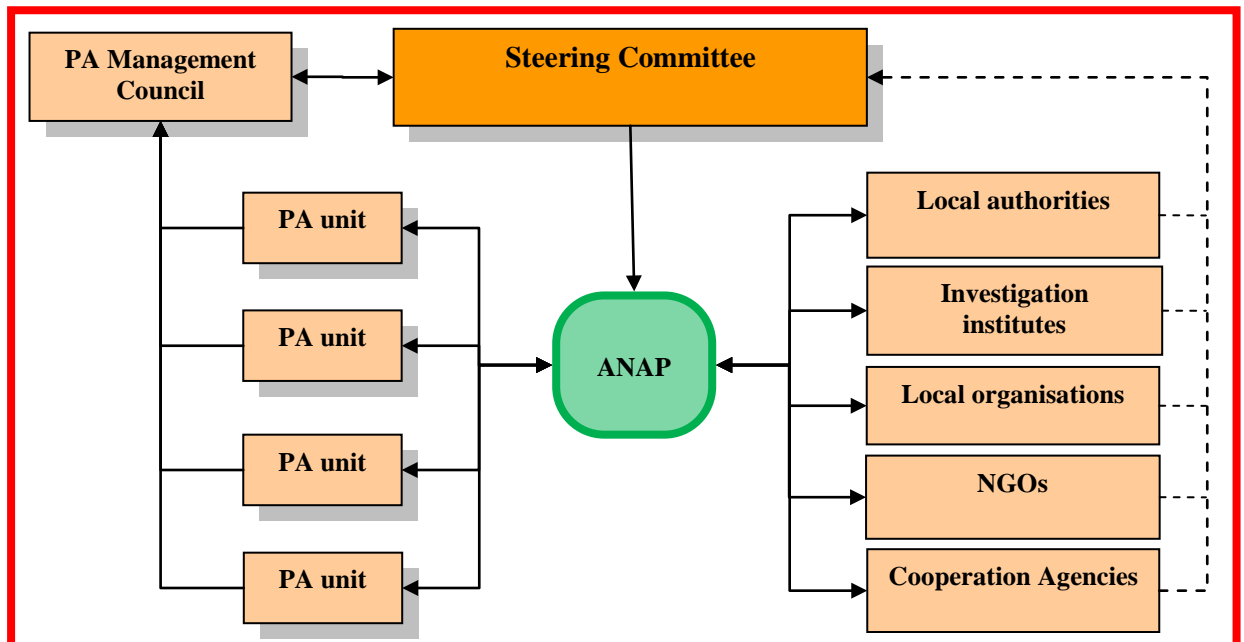 PA Management
Council
Steering Committee
PA unit
PA unit
PA unit
PA unit
ANAP
Local authorities
Investigation
institutes
Local organisations
NGOs
Cooperation Agencies